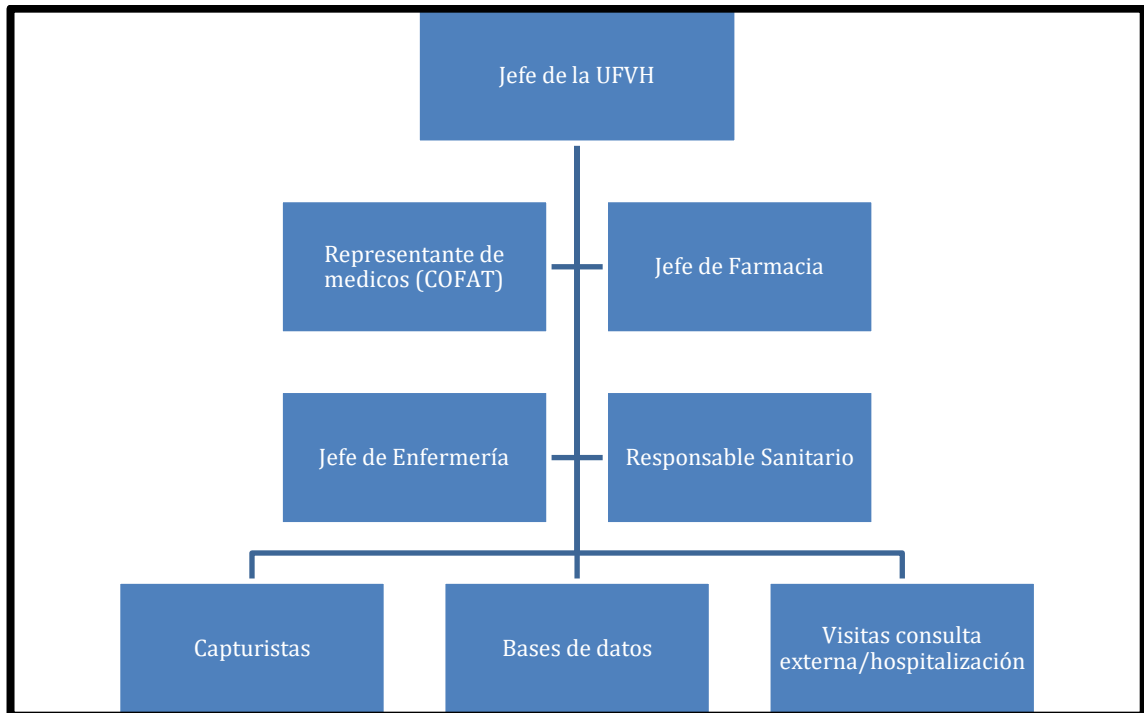 Jefe de la UFVH
Representante de
medicos (COFAT)
Jefe de Farmacia
Jefe de Enfermería
Responsable Sanitario
Capturistas
Bases de datos
Visitas consulta
externa/hospitalización